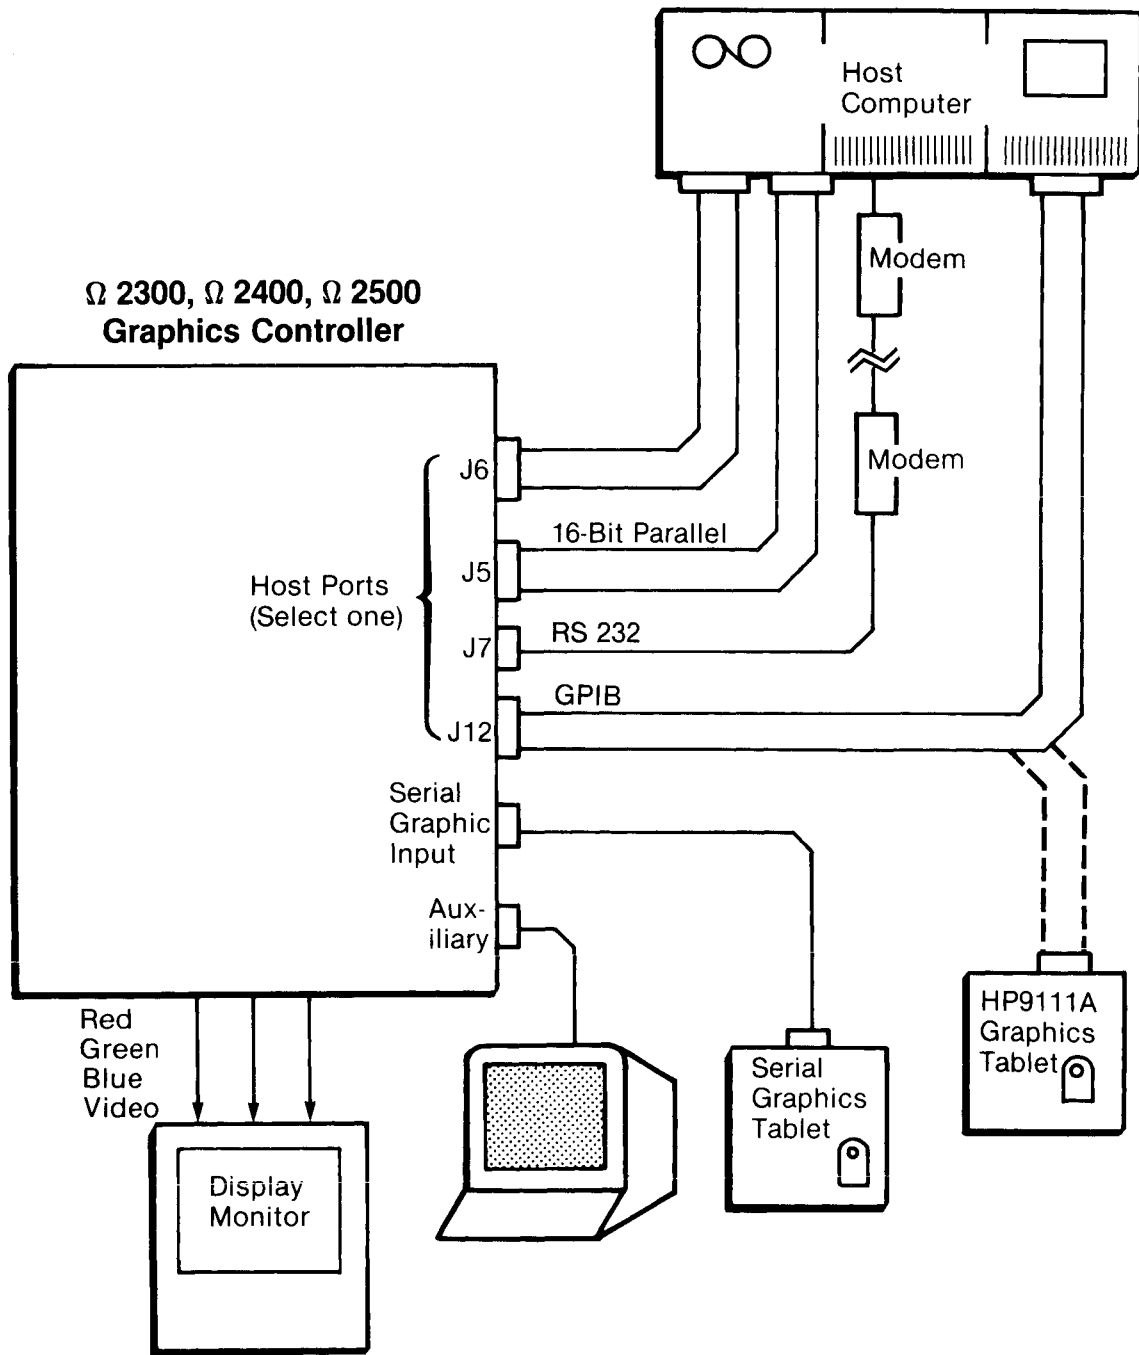 Host
Computer
Modem
Ω 2300, Ω 2400, Ω 2500
Graphics Controller
Modem
J6
16-Bit Parallel
J5
Host Ports
(Select one)
J7
RS 232
GPIB
J12
Serial
Graphic
Input
Aux-
iliary
HP9111A
Graphics
Tablet
Red
Green
Blue
Video
Serial
Graphics
Tablet
Display
Monitor